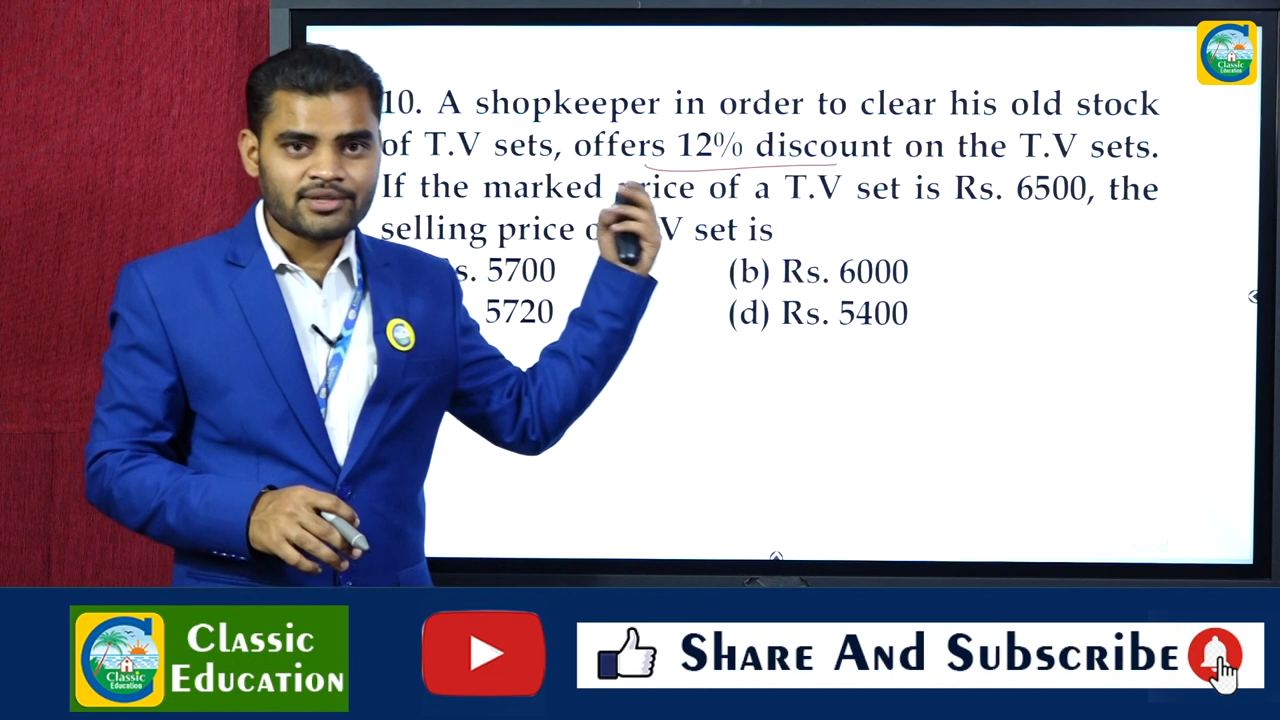 10. A shopkeeper in order to clear his old stock
of T.V sets, offers 12% discount on the T.V sets.
If the marked price of a T.V set is Rs. 6500, the
selling price V set is
5700 (b) Rs. 6000
5720 (d) Rs. 5400
Classic
Education
Classic
Education
Classic
Education
Share And Subscribe